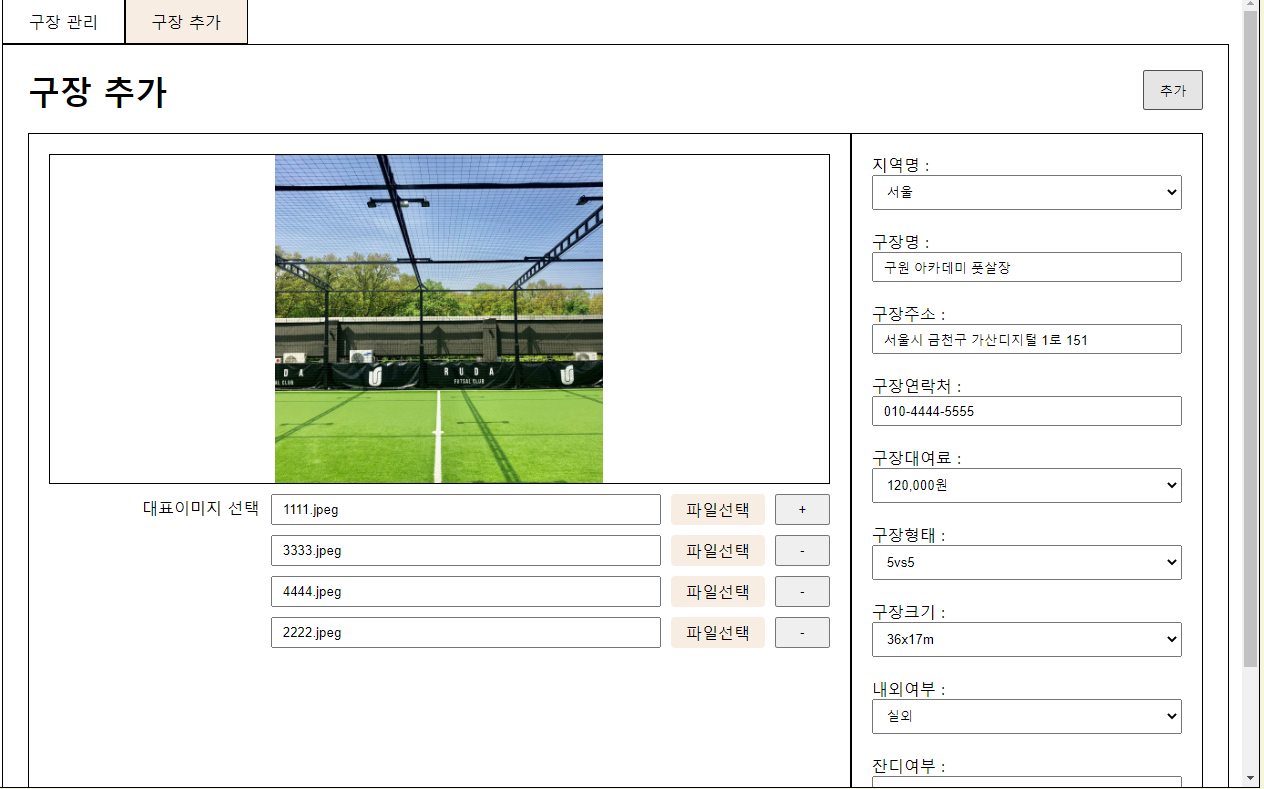 구장 관리
구장 추가
구장 추가
추가
D A
AL CLUB
R U D A
FUTSAL CLUB
대표이미지 선택
1111.jpeg
파일선택
+
3333.jpeg
파일선택
-
4444.jpeg
파일선택
-
2222.jpeg
파일선택
-
지역명 :
서울
구장명 :
구원 아카데미 풋살장
구장주소 :
서울시 금천구 가산디지털 1로 151
구장연락처 :
010-4444-5555
구장대여료 :
120,000원
구장형태 :
5vs5
구장크기 :
36x17m
내외여부 :
실외
잔디여부 :